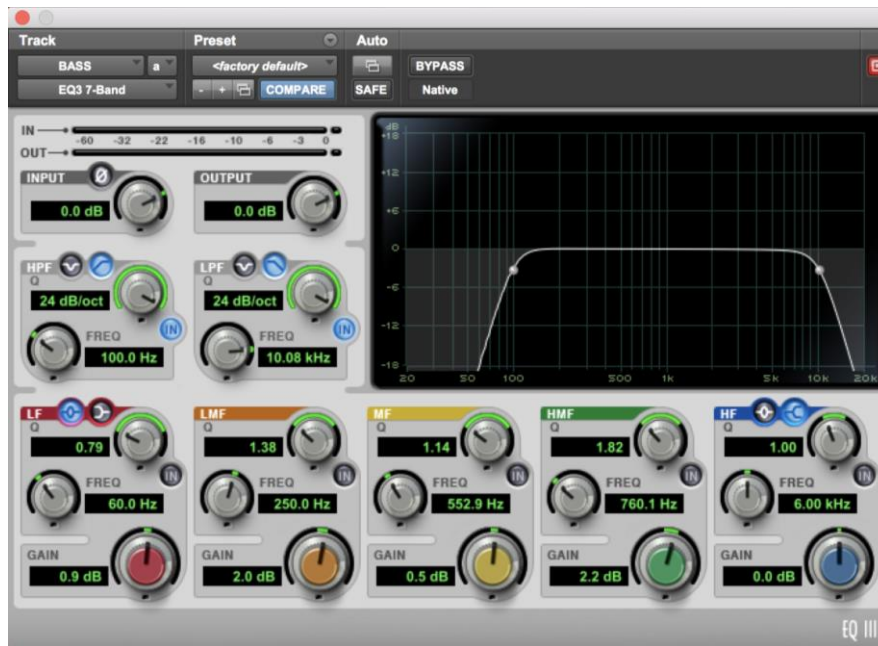 Track Preset Auto
BASS a <factory default> BYPASS
EQ3 7-Band - + COMPARE SAFE Native
IN
-60 -32 -22 -16 -10 -6 -3 0
OUT
INPUT Ø OUTPUT
0.0 dB 0.0 dB
HPF LPF
Q Q
24 dB/oct 24 dB/oct
IN IN
FREQ FREQ
100.0 Hz 10.08 kHz
dB
+18
+12
+6
0
-6
-12
-18
20 50 100 500 1k 5k 10k 20k
LF LMF MF HMF HF
Q Q Q Q Q
0.79 1.38 1.14 1.82 1.00
IN IN IN IN IN
FREQ FREQ FREQ FREQ FREQ
60.0 Hz 250.0 Hz 552.9 Hz 760.1 Hz 6.00 kHz
GAIN GAIN GAIN GAIN GAIN
0.9 dB 2.0 dB 0.5 dB 2.2 dB 0.0 dB
EQ III